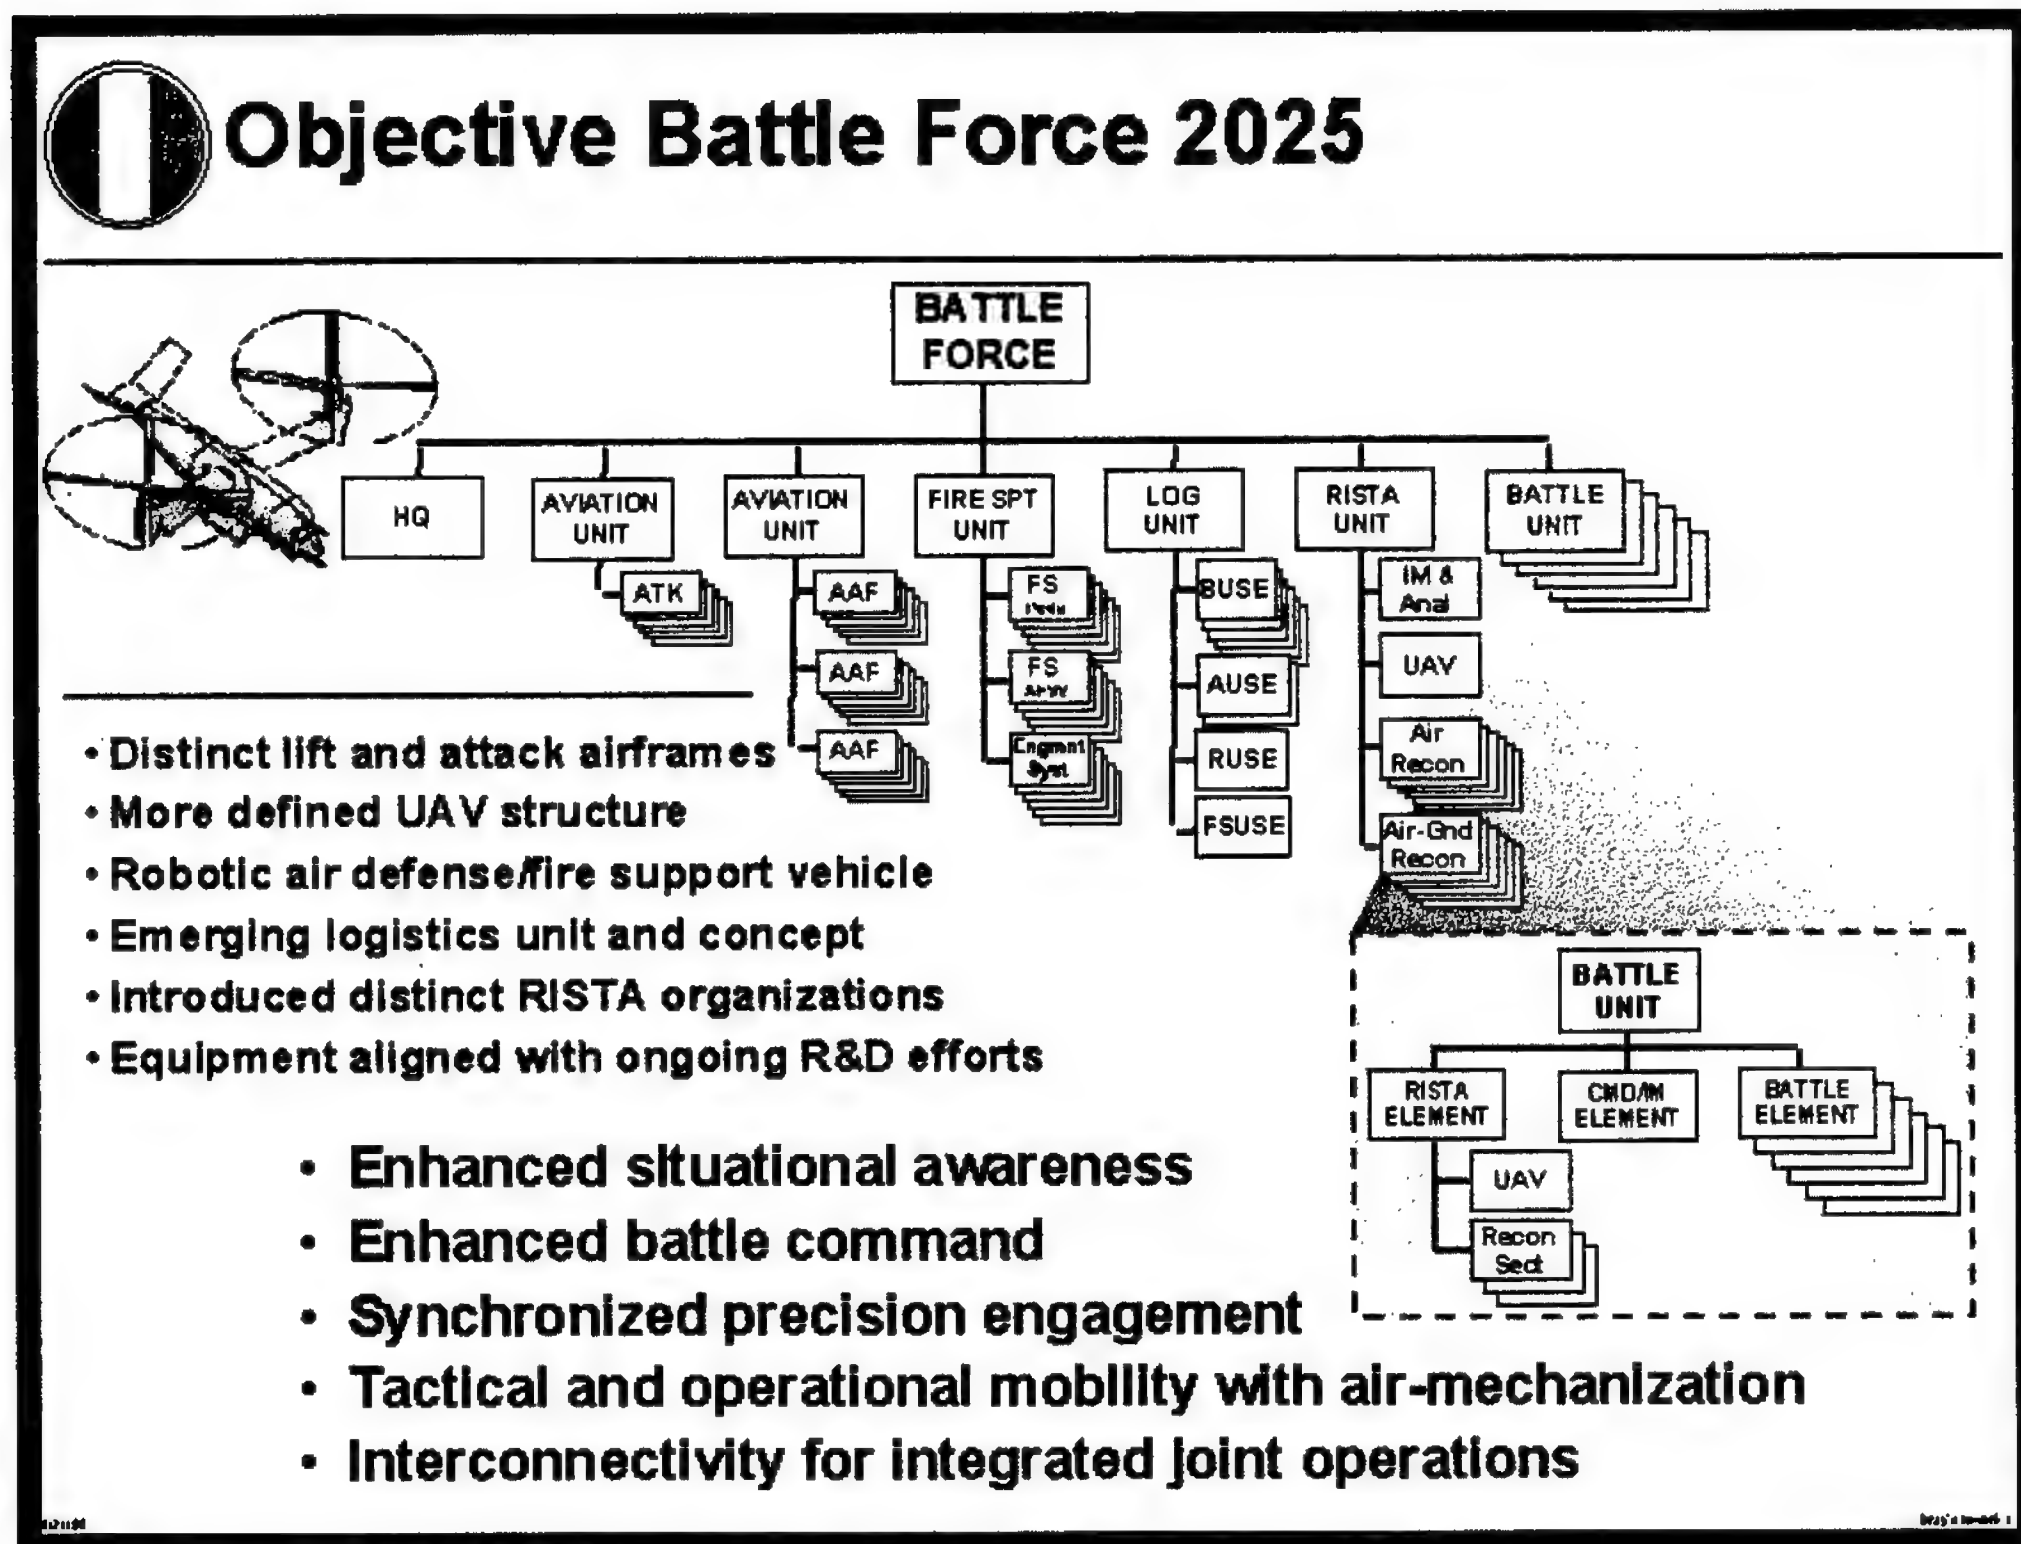 Objective Battle Force 2025
BATTLE
FORCE
HQ
AVIATION
UNIT
AVIATION
UNIT
FIRE SPT
UNIT
LOG
UNIT
RISTA
UNIT
BATTLE
UNIT
ATK
AAF
AAF
AAF
FS
FS
Engmnt
Syst
BUSE
AUSE
RUSE
FSUSE
IM &
Anal
UAV
Air
Recon
Air-Gnd
Recon
• Distinct lift and attack airframes
• More defined UAV structure
• Robotic air defense/fire support vehicle
• Emerging logistics unit and concept
• Introduced distinct RISTA organizations
• Equipment aligned with ongoing R&D efforts
BATTLE
UNIT
RISTA
ELEMENT
CMD/IM
ELEMENT
BATTLE
ELEMENT
UAV
Recon
Sect
• Enhanced situational awareness
• Enhanced battle command
• Synchronized precision engagement
• Tactical and operational mobility with air-mechanization
• Interconnectivity for integrated joint operations